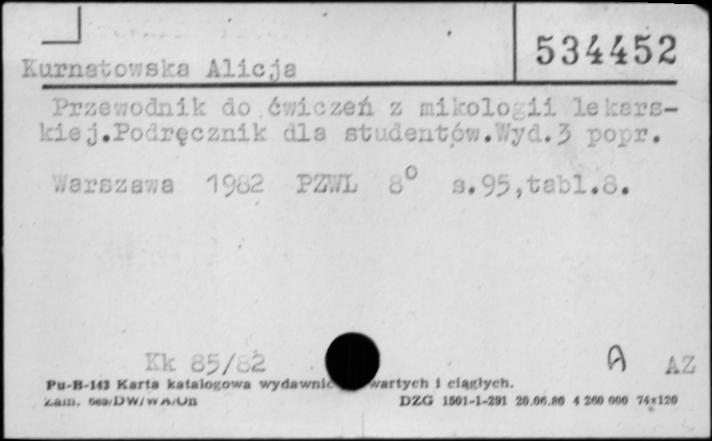 534452
Kurnatowska Alicja
Przewodnik do ćwiczeń z mikologii lekars-
kiej.Podręcznik dla studentów.Wyd.3 popr.
Warszawa 1982 PZWL 8° s.95,tabl.8.
Kk 85/82 A AZ
Pu-B-143 Karta katalogowa wartych i ciągłych.
Zam. DZG 1501-1-291 20.06.80 4 260 000 74x120